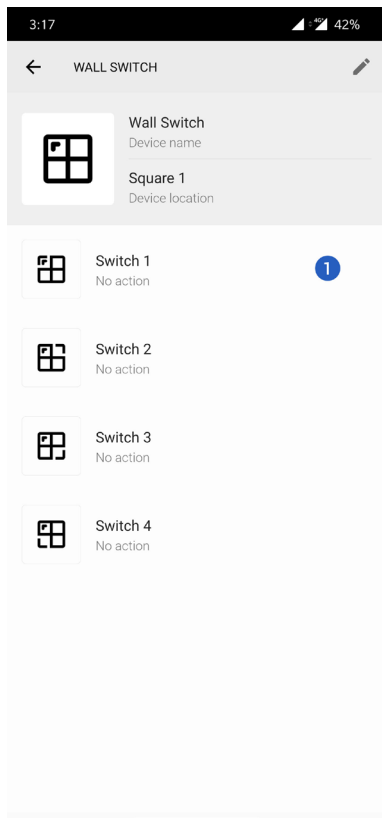 3:17 4G 42%
WALL SWITCH
Wall Switch
Device name
Square 1
Device location
Switch 1
No action
1
Switch 2
No action
Switch 3
No action
Switch 4
No action